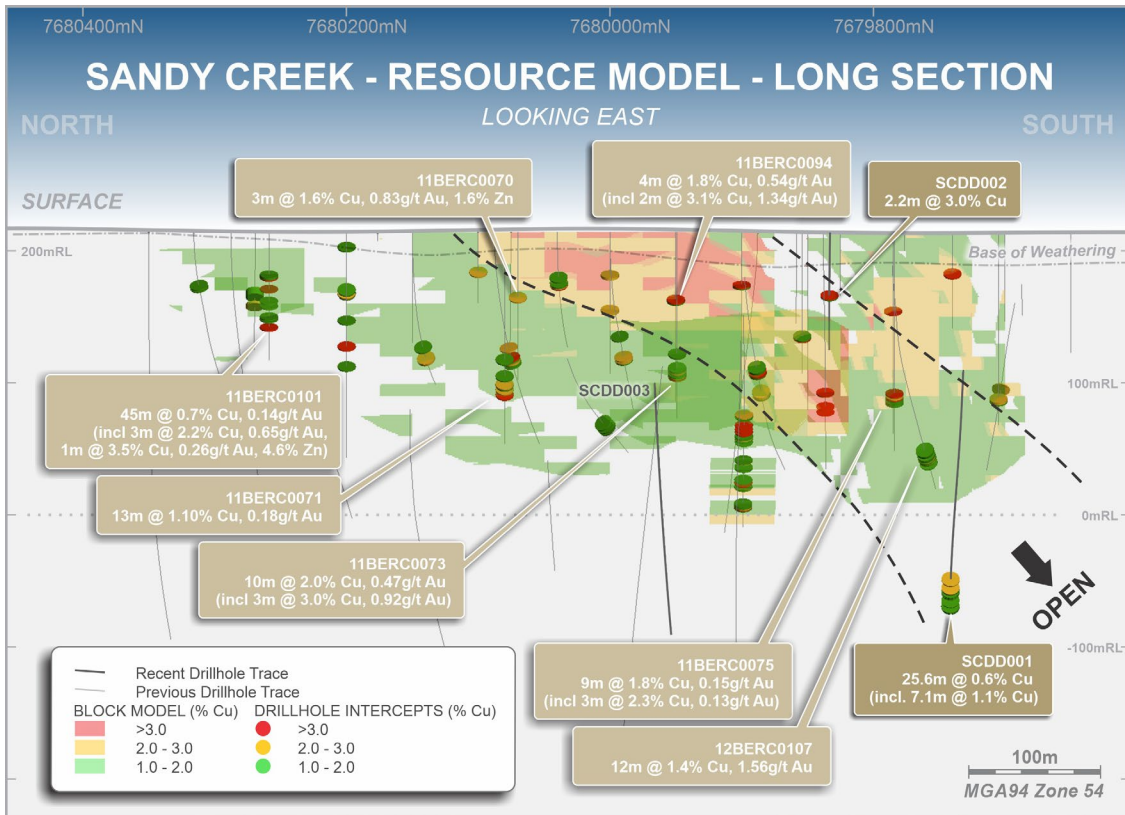 7680400mN
7680200mN
7680000mN
7679800mN
SANDY CREEK - RESOURCE MODEL - LONG SECTION
LOOKING EAST
NORTH
SOUTH
SURFACE
11BERC0070
3m @ 1.6% Cu, 0.83g/t Au, 1.6% Zn
11BERC0094
4m @ 1.8% Cu, 0.54g/t Au
(incl 2m @ 3.1% Cu, 1.34g/t Au)
SCDD002
2.2m @ 3.0% Cu
200mRL
Base of Weathering
100mRL
SCDD003
11BERC0101
45m @ 0.7% Cu, 0.14g/t Au
(incl 3m @ 2.2% Cu, 0.65g/t Au,
1m @ 3.5% Cu, 0.26g/t Au, 4.6% Zn)
11BERC0071
13m @ 1.10% Cu, 0.18g/t Au
0mRL
11BERC0073
10m @ 2.0% Cu, 0.47g/t Au
(incl 3m @ 3.0% Cu, 0.92g/t Au)
OPEN
-100mRL
11BERC0075
9m @ 1.8% Cu, 0.15g/t Au
(incl 3m @ 2.3% Cu, 0.13g/t Au)
SCDD001
25.6m @ 0.6% Cu
(incl. 7.1m @ 1.1% Cu)
12BERC0107
12m @ 1.4% Cu, 1.56g/t Au
Recent Drillhole Trace
Previous Drillhole Trace
BLOCK MODEL (% Cu)
DRILLHOLE INTERCEPTS (% Cu)
>3.0
>3.0
2.0 - 3.0
2.0 - 3.0
1.0 - 2.0
1.0 - 2.0
100m
MGA94 Zone 54